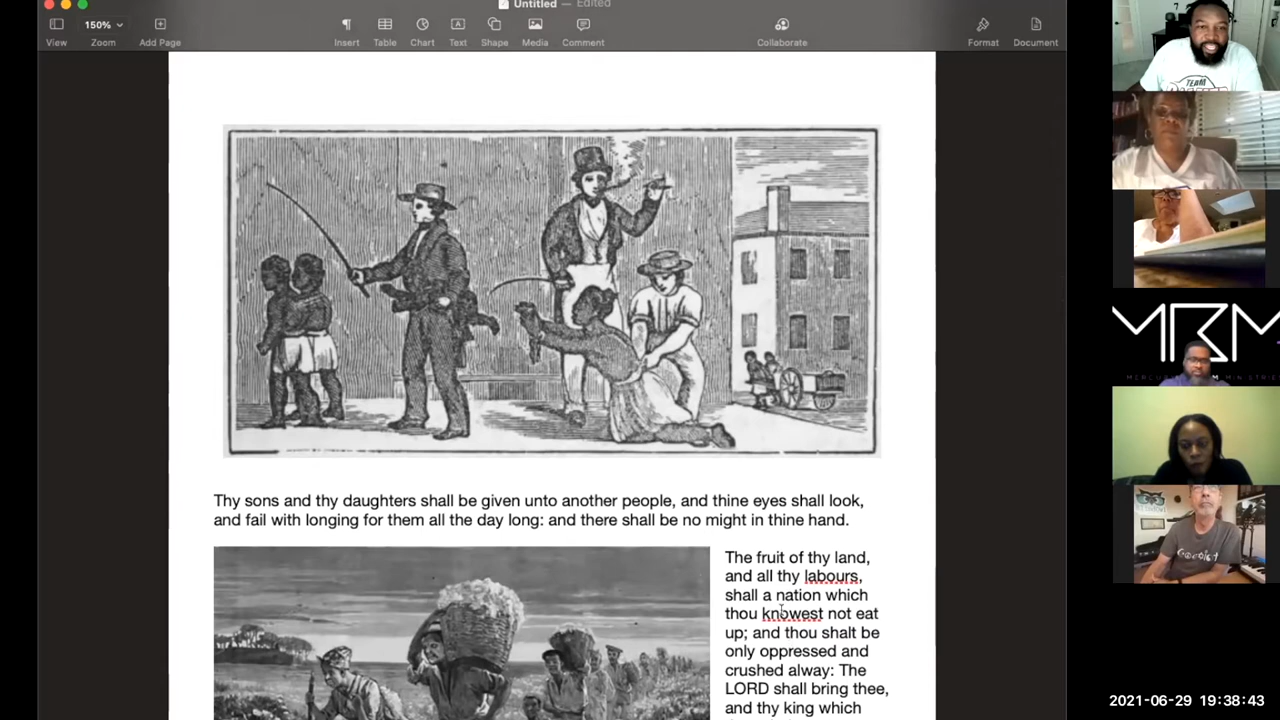 Untitled — Edited
150%
View
Zoom
Add Page
Insert
Table
Chart
Text
Shape
Media
Comment
Collaborate
Format
Document
Thy sons and thy daughters shall be given unto another people, and thine eyes shall look,
and fail with longing for them all the day long: and there shall be no might in thine hand.
The fruit of thy land,
and all thy labours,
shall a nation which
thou knowest not eat
up; and thou shalt be
only oppressed and
crushed alway: The
LORD shall bring thee,
and thy king which
TEAM
MRM
2021-06-29 19:38:43